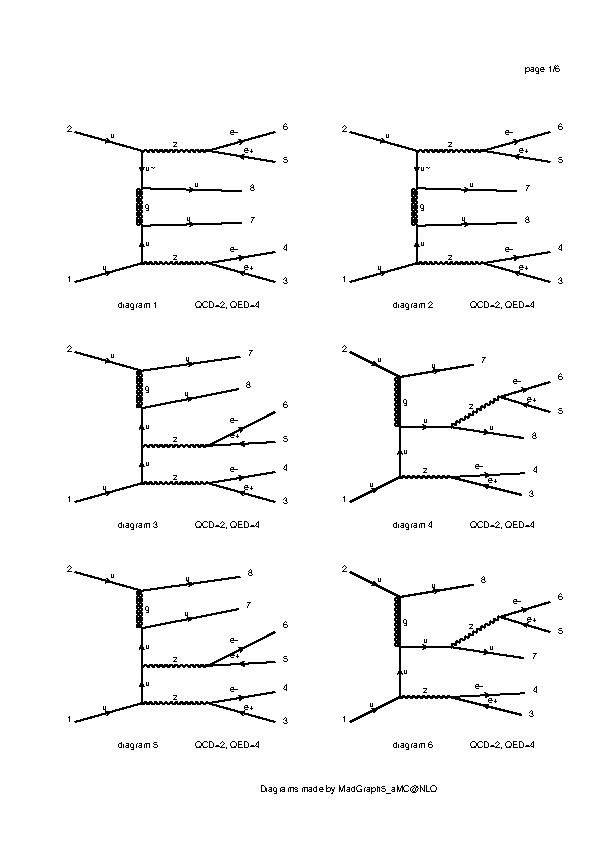 page 1/6
2 u z e- 6
e+ 5
u~
u 8
g
u 7
u
e- 4
1 u z e+ 3
diagram 1 QCD=2, QED=4
2 u z e- 6
e+ 5
u~
u 7
g
u 8
u
e- 4
1 u z e+ 3
diagram 2 QCD=2, QED=4
2 u u 7
g
u 8
u e- 6
z e+ 5
u
e- 4
1 u z e+ 3
diagram 3 QCD=2, QED=4
2 u u 7
g e- 6
z e+ 5
u u 8
u
z e- 4
1 u e+ 3
diagram 4 QCD=2, QED=4
2 u u 8
g
u 7
u e- 6
z e+ 5
u
e- 4
1 u z e+ 3
diagram 5 QCD=2, QED=4
2 u u 8
g e- 6
z e+ 5
u u 7
u
z e- 4
1 u e+ 3
diagram 6 QCD=2, QED=4
Diagrams made by MadGraph5_aMC@NLO